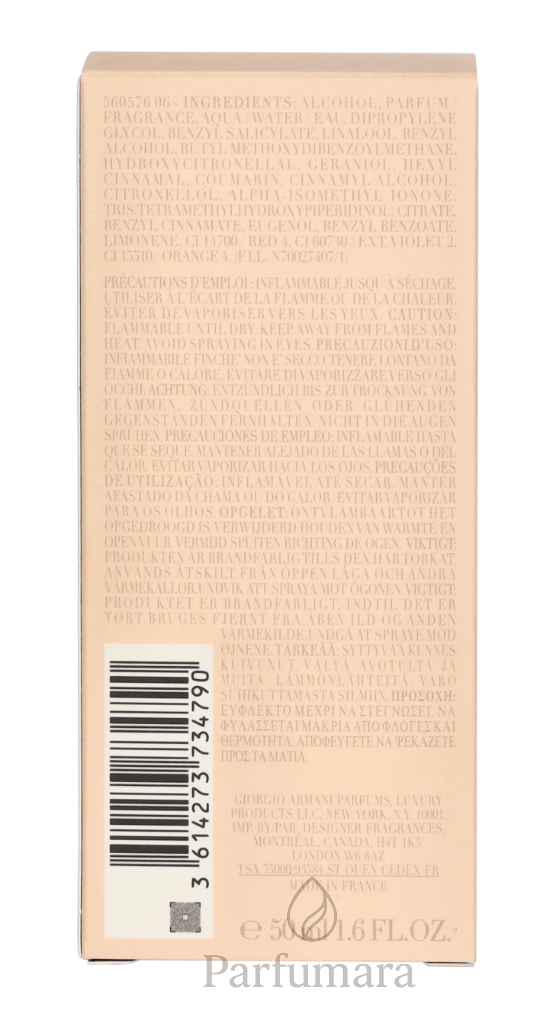 560576 06 - INGREDIENTS: ALCOHOL, PARFUM /
FRAGRANCE, AQUA / WATER / EAU, DIPROPYLENE
GLYCOL, BENZYL SALICYLATE, LINALOOL, BENZYL
ALCOHOL, BUTYL METHOXYDIBENZOYLMETHANE,
HYDROXYCITRONELLAL, GERANIOL, HEXYL
CINNAMAL, COUMARIN, CINNAMYL ALCOHOL,
CITRONELLOL, ALPHA-ISOMETHYL IONONE,
TRIS(TETRAMETHYLHYDROXYPIPERIDINOL) CITRATE,
BENZYL CINNAMATE, EUGENOL, BENZYL BENZOATE,
LIMONENE, CI 14700 / RED 4, CI 60730 / EXT. VIOLET 2,
CI 15510 / ORANGE 4. (F.I.L. N70027407/1)
PRÉCAUTIONS D'EMPLOI : INFLAMMABLE JUSQU'À SÉCHAGE.
UTILISER À L'ÉCART DE LA FLAMME OU DE LA CHALEUR.
ÉVITER DE VAPORISER VERS LES YEUX. CAUTION:
FLAMMABLE UNTIL DRY. KEEP AWAY FROM FLAMES AND
HEAT. AVOID SPRAYING IN EYES. PRECAUZIONI D'USO:
INFIAMMABILE FINCHE' NON E' SECCO. TENERE LONTANO DA
FIAMME O CALORE. EVITARE DI VAPORIZZARE VERSO GLI
OCCHI. ACHTUNG: ENTZÜNDLICH BIS ZUR TROCKNUNG. VON
FLAMMEN, ZÜNDQUELLEN ODER GLÜHENDEN
GEGENSTÄNDEN FERNHALTEN. NICHT IN DIE AUGEN
SPRÜHEN. PRECAUCIONES DE EMPLEO: INFLAMABLE HASTA
QUE SE SEQUE. MANTENER ALEJADO DE LAS LLAMAS O DEL
CALOR. EVITAR VAPORIZAR HACIA LOS OJOS. PRECAUÇÕES
DE UTILIZAÇÃO: INFLAMÁVEL ATÉ SECAR. MANTER
AFASTADO DA CHAMA OU DO CALOR. EVITAR VAPORIZAR
PARA OS OLHOS. OPGELET: ONTVLAMBAAR TOT HET
OPGEDROOGD IS. VERWIJDERD HOUDEN VAN WARMTE EN
OPEN VUUR. VERMIJD SPUITEN RICHTING DE OGEN. VIKTIGT:
PRODUKTEN ÄR BRANDFARLIG TILLS DEN HAR TORKAT.
ANVÄNDS ÅTSKILT FRÅN ÖPPEN LÅGA OCH ANDRA
VÄRMEKÄLLOR. UNDVIK ATT SPRAYA MOT ÖGONEN. VIGTIGT:
PRODUKTET ER BRANDFARLIGT, INDTIL DET ER
TØRT. BRUGES FJERNT FRA ÅBEN ILD OG ANDEN
VARMEKILDE. UNDGÅ AT SPRAYE MOD
ØJNENE. TÄRKEÄÄ: SYTTYVÄÄ KUNNES
KUIVUNUT. VÄLTÄ AVOTULTA JA
MUITA LÄMMÖNLÄHTEITÄ. VARO
SUIHKUTTAMASTA SILMIIN. ΠΡΟΣΟΧΗ:
ΕΥΦΛΕΚΤΟ ΜΕΧΡΙ ΝΑ ΣΤΕΓΝΩΣΕΙ. ΝΑ
ΦΥΛΑΣΣΕΤΑΙ ΜΑΚΡΙΑ ΑΠΟ ΦΛΟΓΕΣ ΚΑΙ
ΘΕΡΜΟΤΗΤΑ. ΑΠΟΦΕΥΓΕΤΕ ΝΑ ΨΕΚΑΖΕΤΕ
ΠΡΟΣ ΤΑ ΜΑΤΙΑ.
3 614273 734790
GIORGIO ARMANI PARFUMS, LUXURY
PRODUCTS LLC, NEW YORK, N.Y. 10001.
IMP. BY/PAR. DESIGNER FRAGRANCES,
MONTRÉAL, CANADA, H4T 1K5.
LONDON W6 8AZ
TSA 75000 93584 ST OUEN CEDEX FR
MADE IN FRANCE
℮ 50 ml 1.6 FL.OZ.
Parfumara